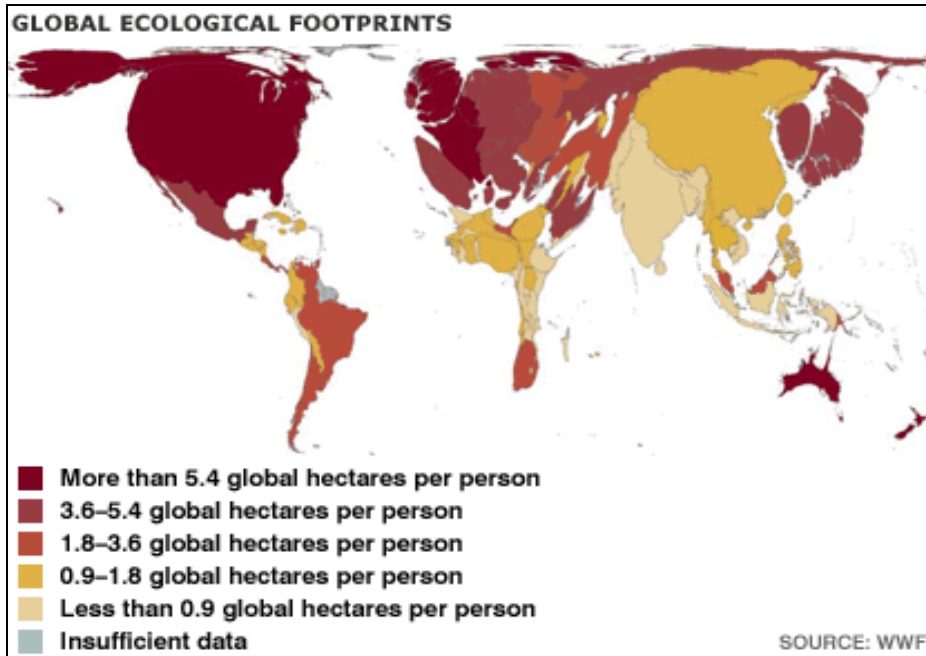 GLOBAL ECOLOGICAL FOOTPRINTS
More than 5.4 global hectares per person
3.6–5.4 global hectares per person
1.8–3.6 global hectares per person
0.9–1.8 global hectares per person
Less than 0.9 global hectares per person
Insufficient data
SOURCE: WWF